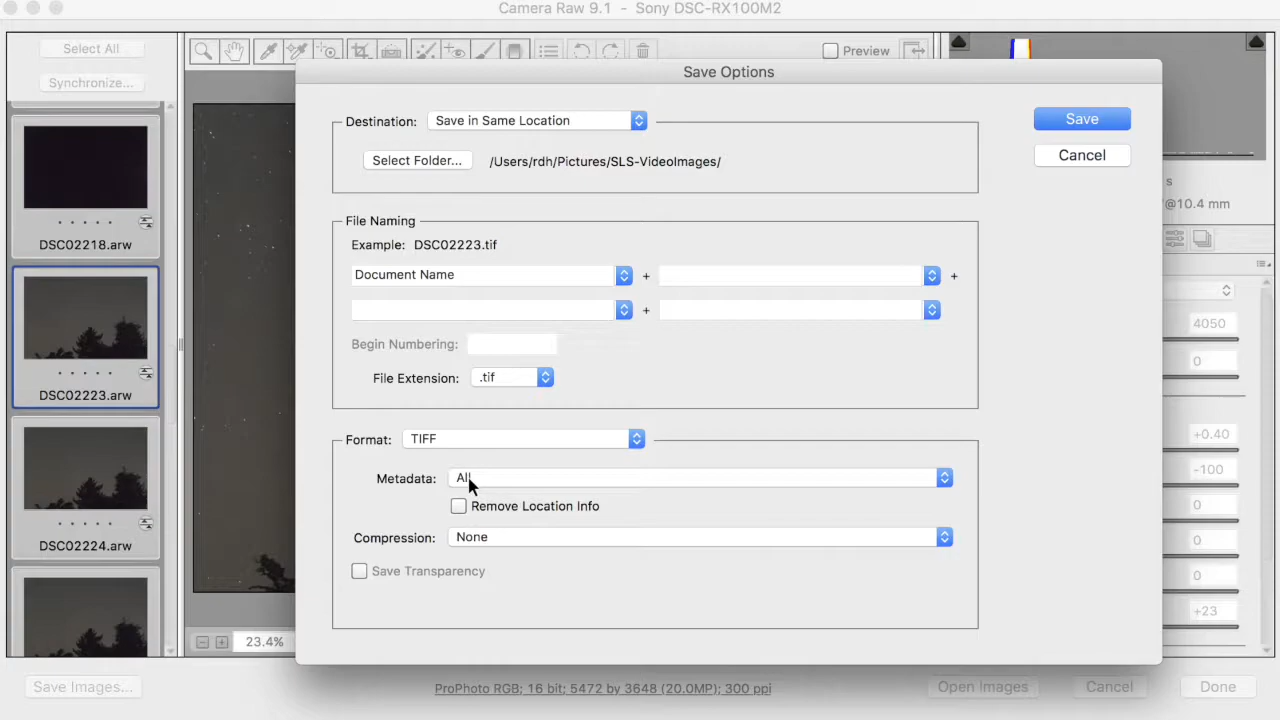 Camera Raw 9.1 - Sony DSC-RX100M2
Select All
Synchronize...
Preview
Save Options
Destination: Save in Same Location
Save
Select Folder... /Users/rdh/Pictures/SLS-VideoImages/
Cancel
s
@10.4 mm
DSC02218.arw
File Naming
Example: DSC02223.tif
Document Name + +
+
Begin Numbering:
File Extension: .tif
4050
0
DSC02223.arw
Format: TIFF
+0.40
Metadata: All
-100
Remove Location Info
0
Compression: None
0
DSC02224.arw
Save Transparency
0
+23
23.4%
Save Images...
ProPhoto RGB; 16 bit; 5472 by 3648 (20.0MP); 300 ppi
Open Images
Cancel
Done